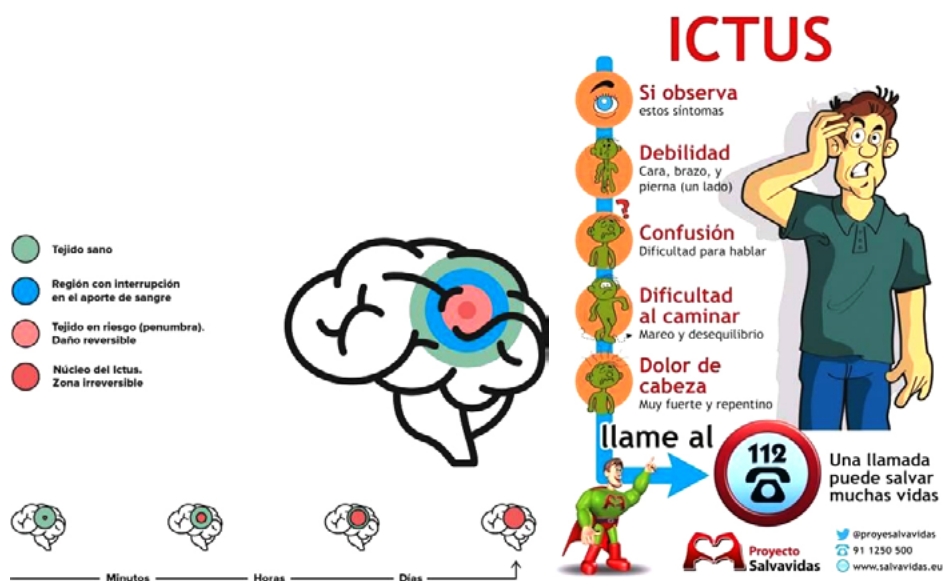 Tejido sano
Región con interrupción
en el aporte de sangre
Tejido en riesgo (penumbra).
Daño reversible
Núcleo del Ictus.
Zona irreversible
Minutos
Horas
Días
ICTUS
Si observa
estos síntomas
Debilidad
Cara, brazo, y
pierna (un lado)
?
Confusión
Dificultad para hablar
Dificultad
al caminar
Mareo y desequilibrio
Dolor de
cabeza
Muy fuerte y repentino
llame al
112
Una llamada
puede salvar
muchas vidas
Proyecto
Salvavidas
@proyesalvavidas
91 1250 500
www.salvavidas.eu